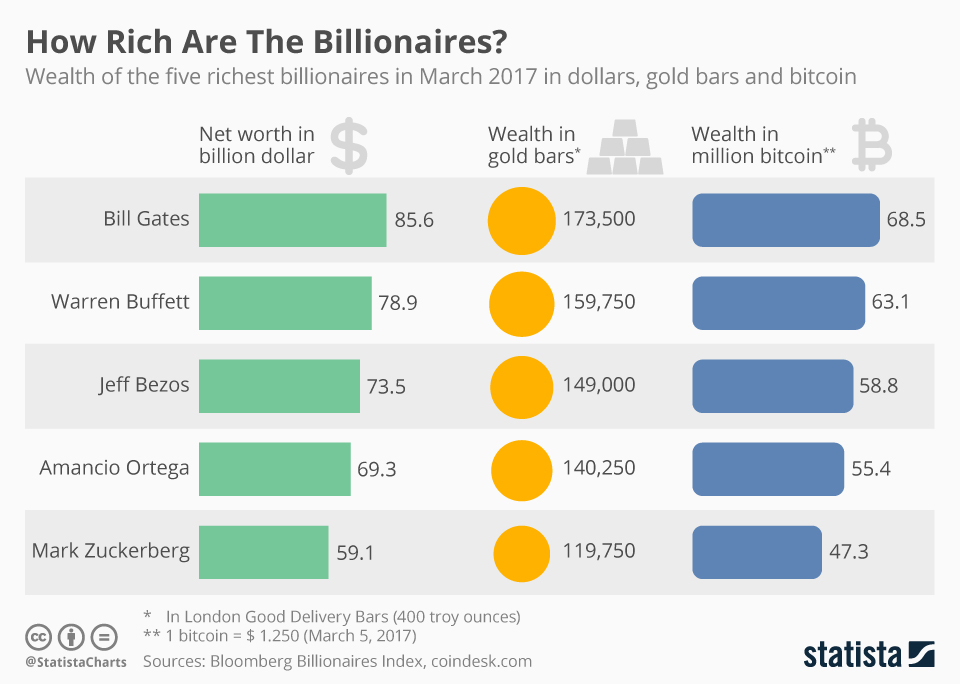 How Rich Are The Billionaires?
Wealth of the five richest billionaires in March 2017 in dollars, gold bars and bitcoin
Net worth in
billion dollar
Wealth in
gold bars*
Wealth in
million bitcoin**
Bill Gates 85.6 173,500 68.5
Warren Buffett 78.9 159,750 63.1
Jeff Bezos 73.5 149,000 58.8
Amancio Ortega 69.3 140,250 55.4
Mark Zuckerberg 59.1 119,750 47.3
* In London Good Delivery Bars (400 troy ounces)
** 1 bitcoin = $ 1.250 (March 5, 2017)
Sources: Bloomberg Billionaires Index, coindesk.com
cc
@StatistaCharts
statista